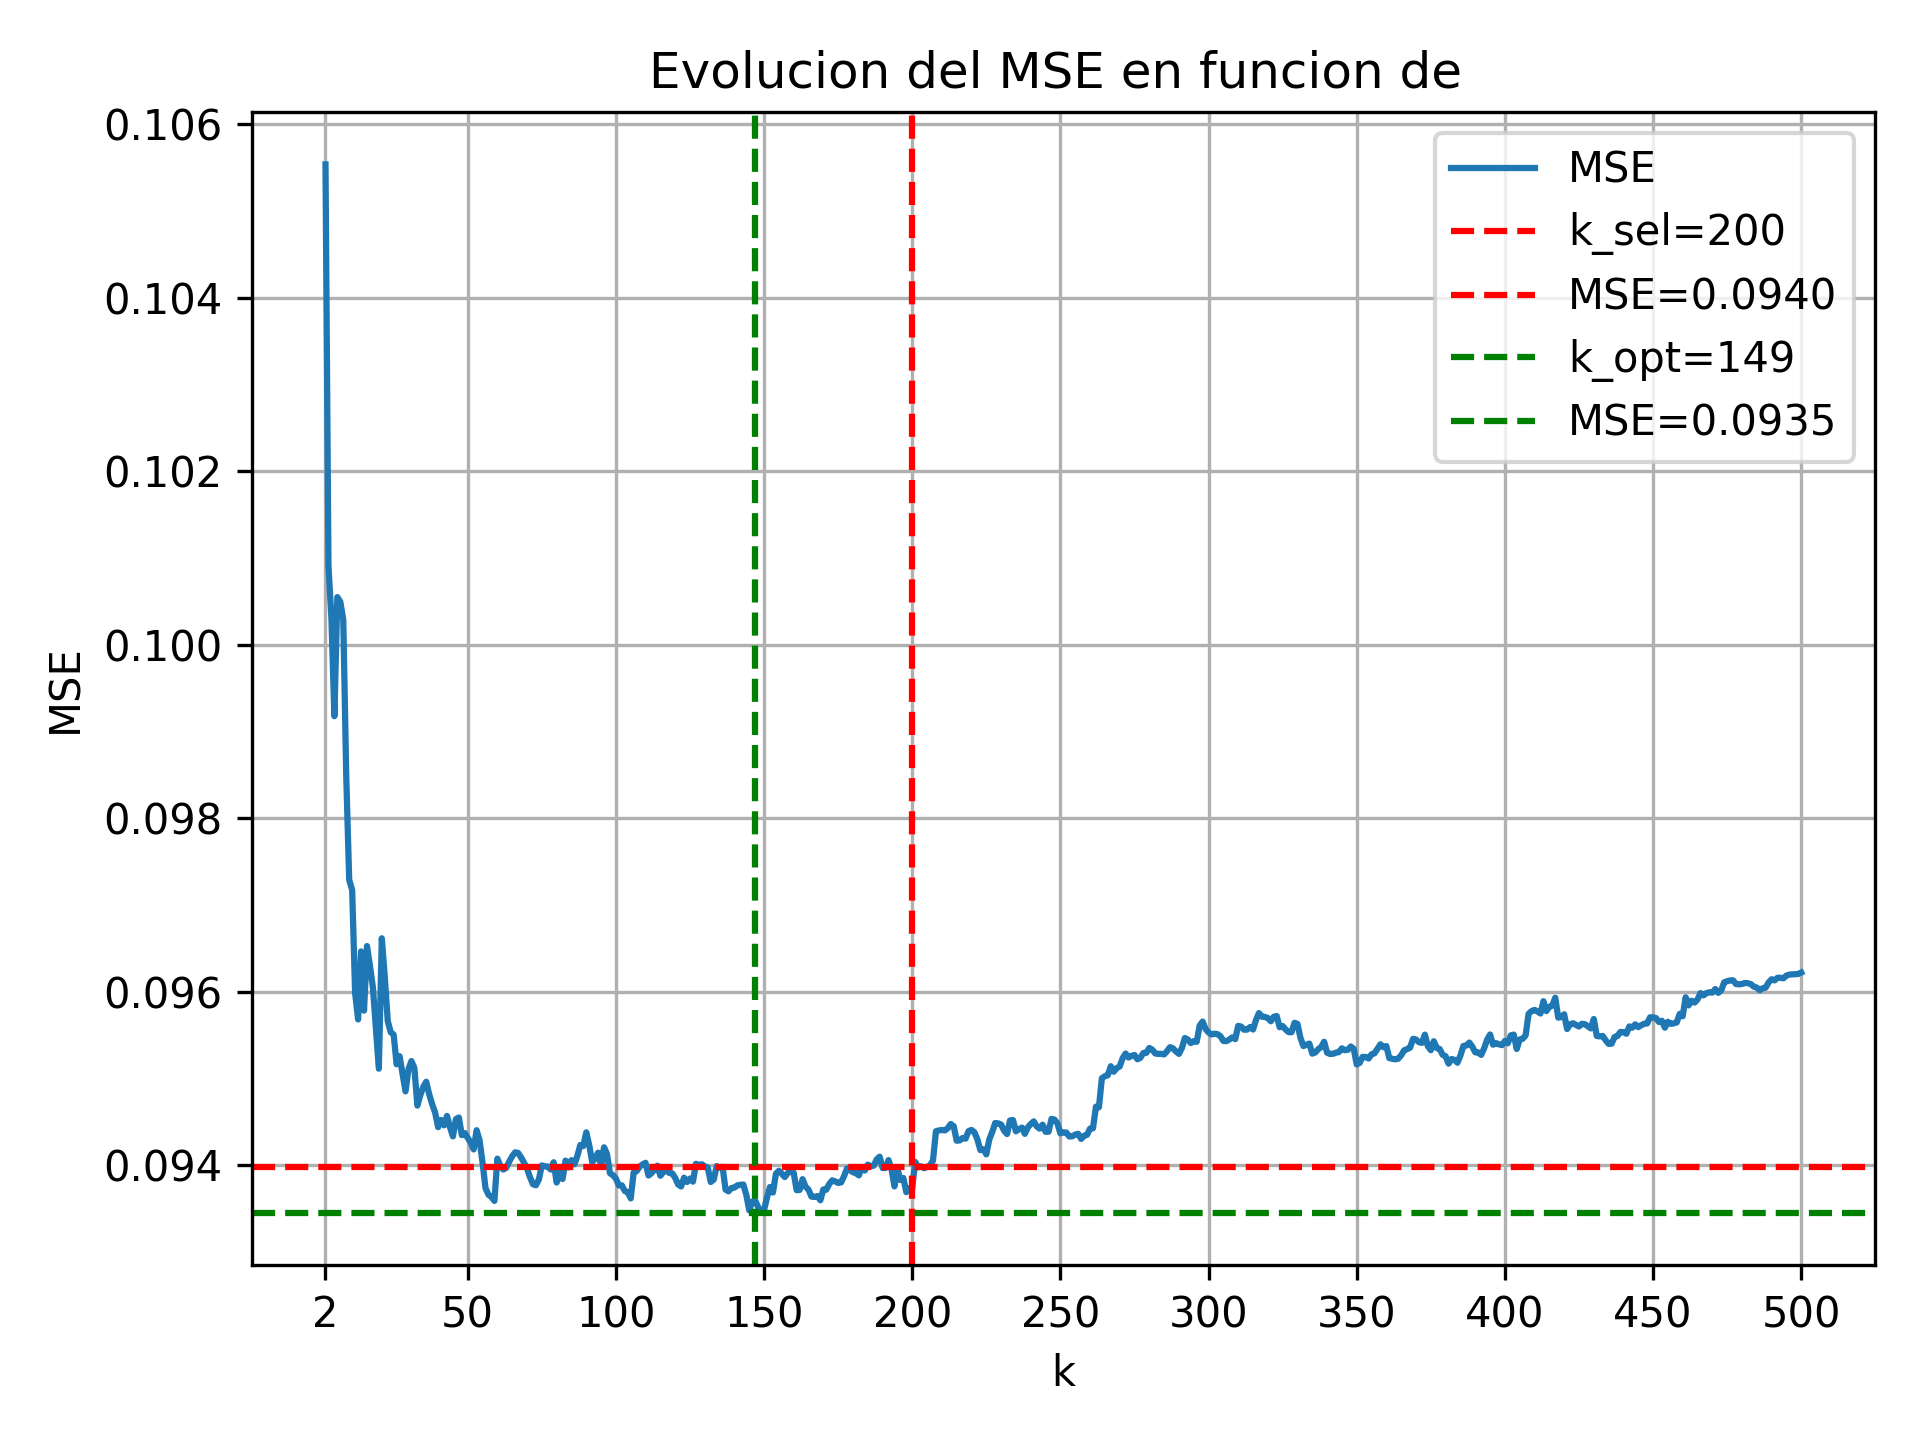 Evolucion del MSE en funcion de
0.106
0.104
0.102
0.100
0.098
0.096
0.094
MSE
MSE
k_sel=200
MSE=0.0940
k_opt=149
MSE=0.0935
2 50 100 150 200 250 300 350 400 450 500
k